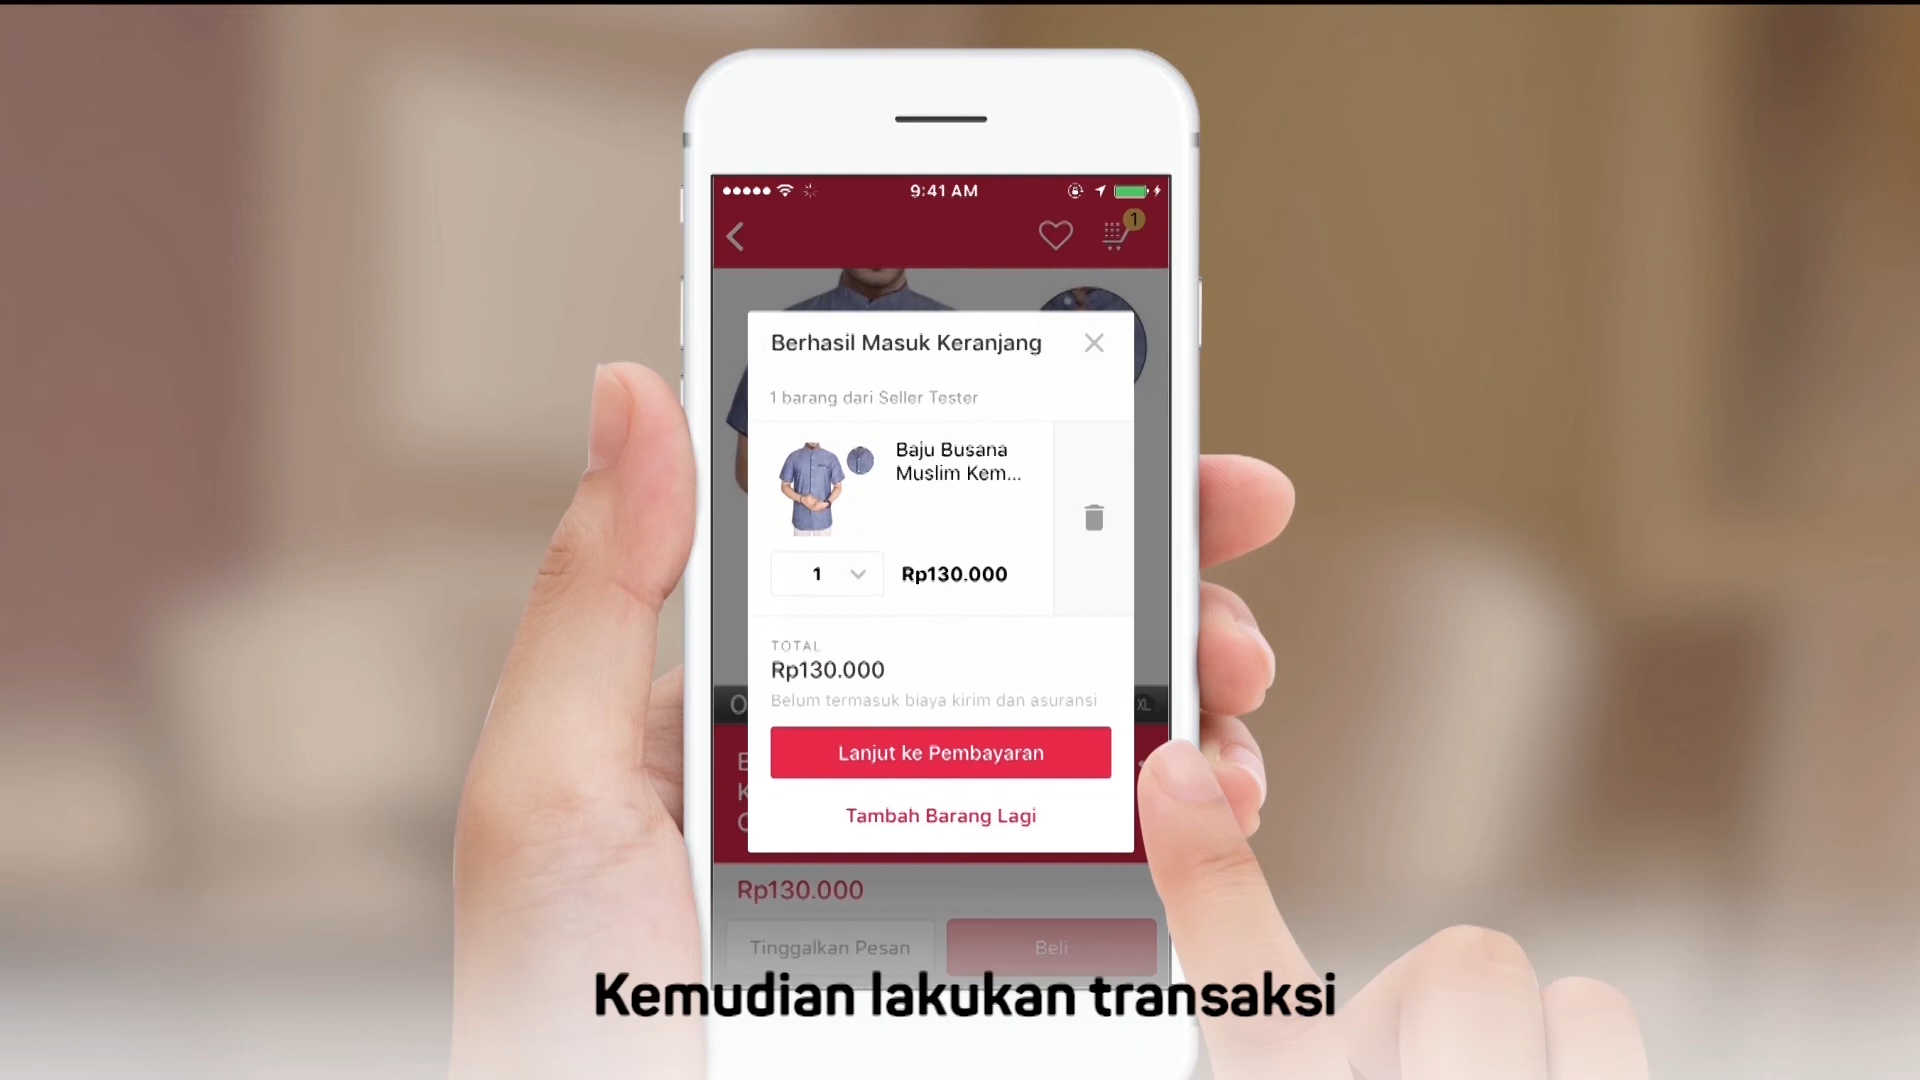 9:41 AM
1
Berhasil Masuk Keranjang
1 barang dari Seller Tester
Baju Busana
Muslim Kem...
1
Rp130.000
TOTAL
Rp130.000
Belum termasuk biaya kirim dan asuransi
XL
Lanjut ke Pembayaran
Tambah Barang Lagi
Rp130.000
Tinggalkan Pesan
Beli
Kemudian lakukan transaksi